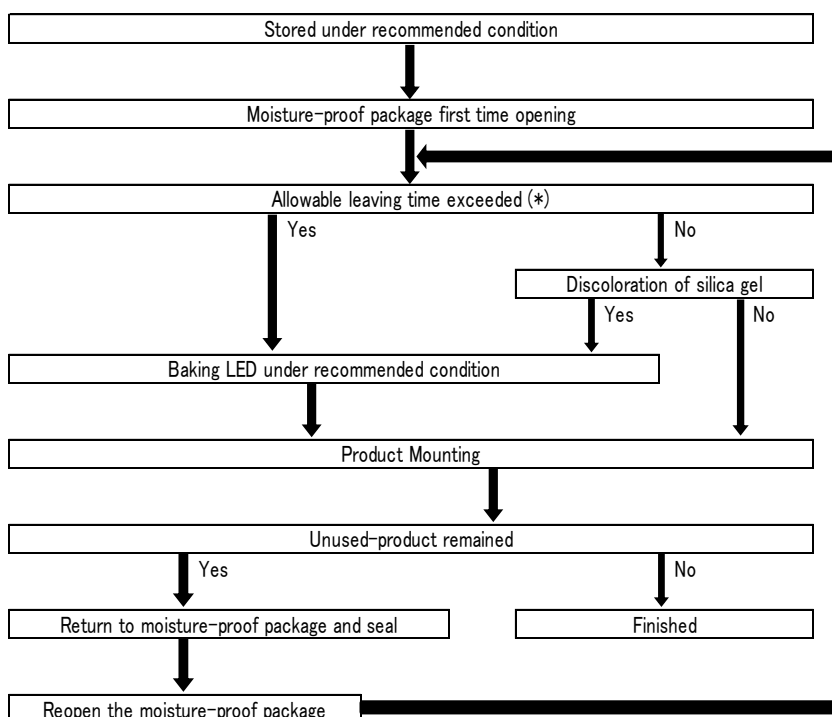 Stored under recommended condition
Moisture-proof package first time opening
Allowable leaving time exceeded (*)
Yes
No
Discoloration of silica gel
Yes
No
Baking LED under recommended condition
Product Mounting
Unused-product remained
Yes
No
Return to moisture-proof package and seal
Finished
Reopen the moisture-proof package